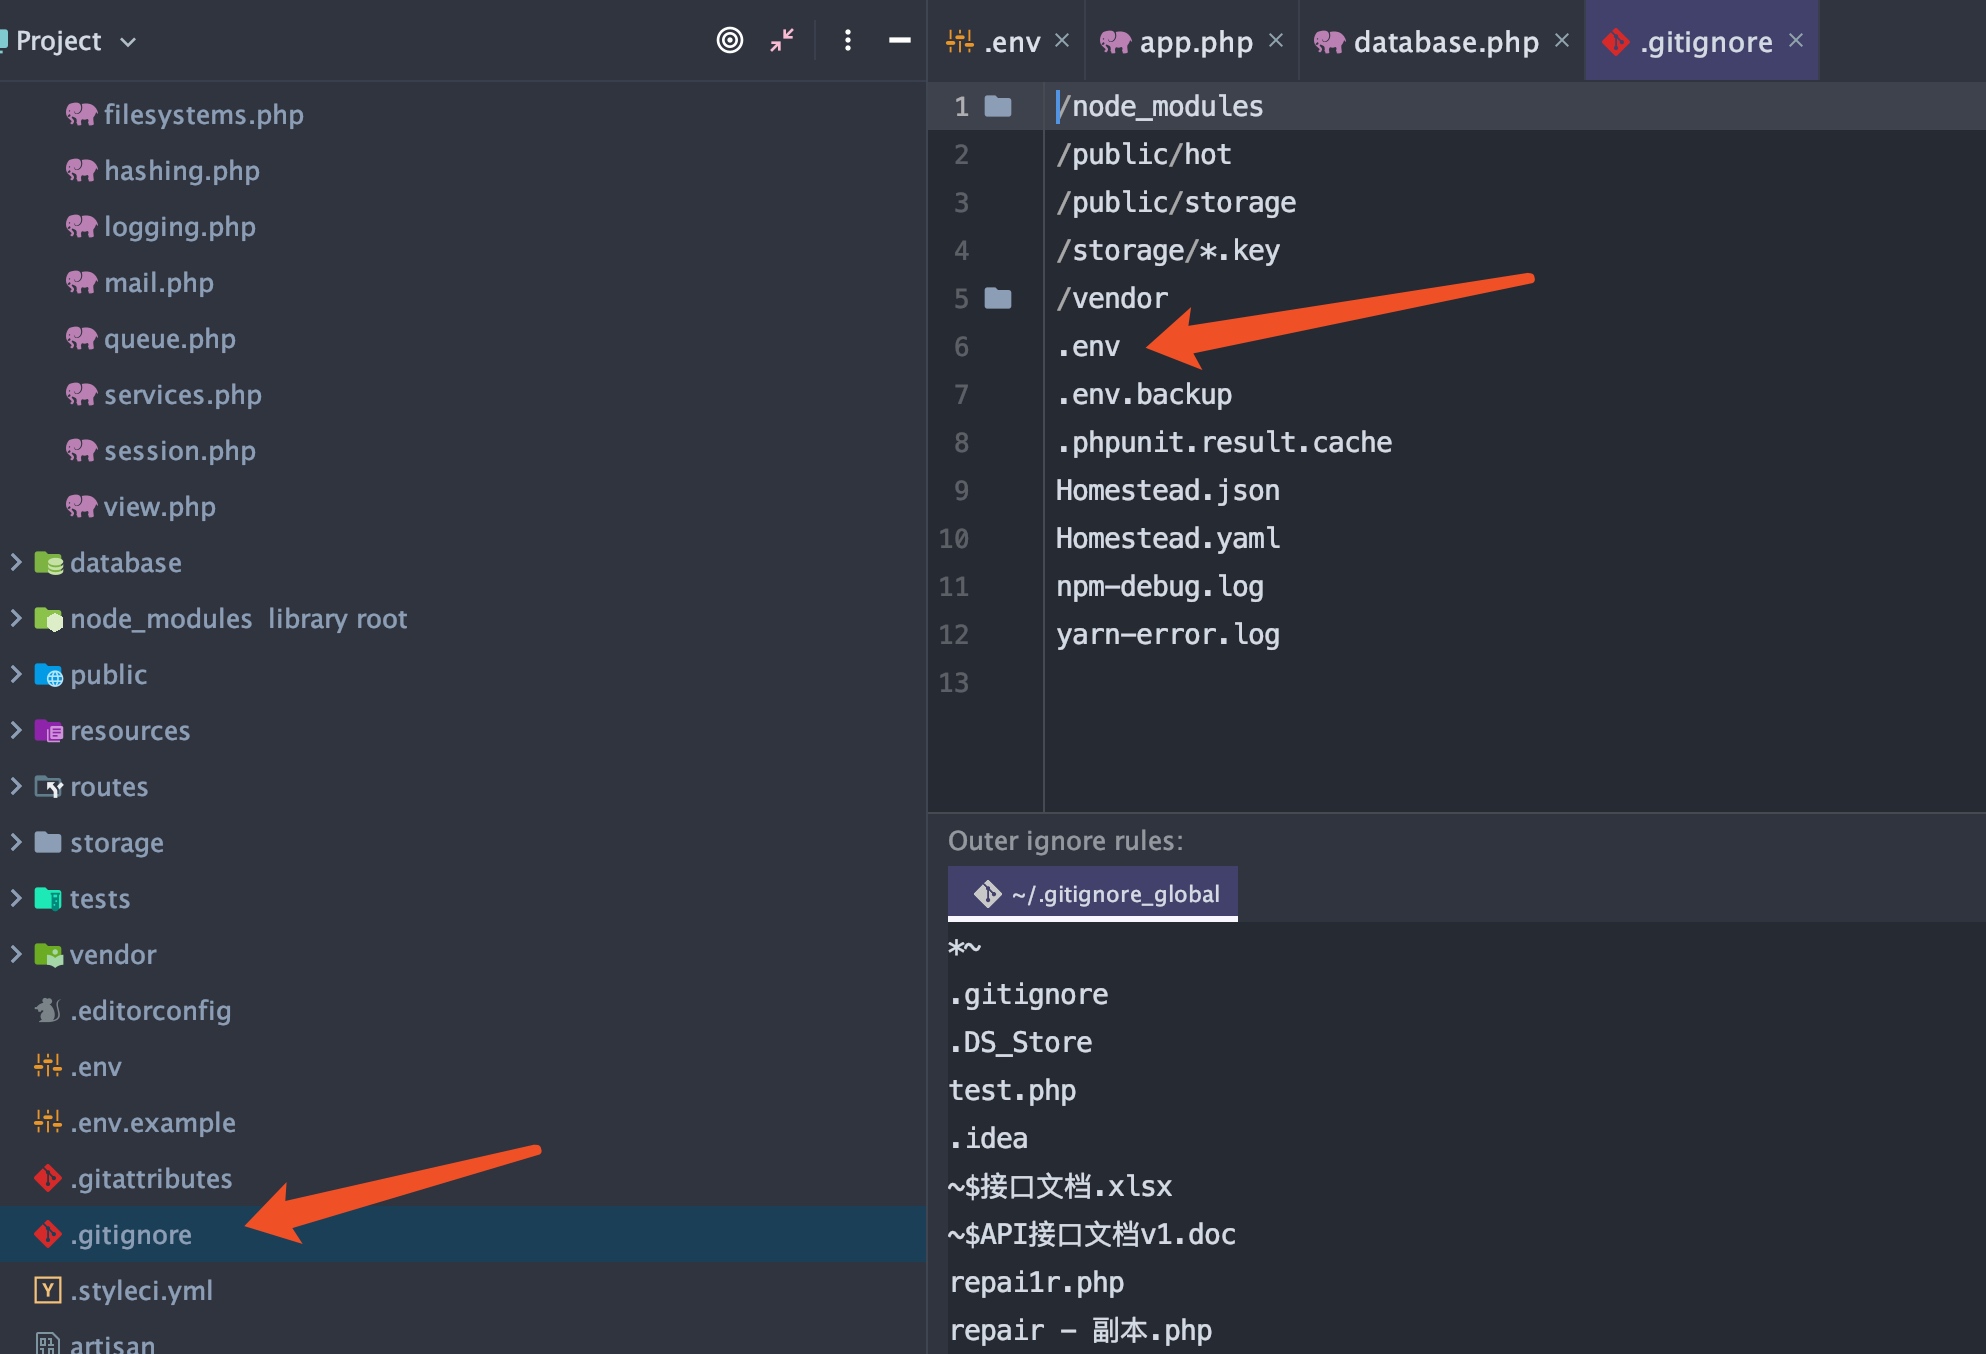 Project
filesystems.php
hashing.php
logging.php
mail.php
queue.php
services.php
session.php
view.php
database
node_modules library root
public
resources
routes
storage
tests
vendor
.editorconfig
.env
.env.example
.gitattributes
.gitignore
.styleci.yml
artisan
.env
app.php
database.php
.gitignore
1 /node_modules
2 /public/hot
3 /public/storage
4 /storage/*.key
5 /vendor
6 .env
7 .env.backup
8 .phpunit.result.cache
9 Homestead.json
10 Homestead.yaml
11 npm-debug.log
12 yarn-error.log
13
Outer ignore rules:
~/.gitignore_global
*~
.gitignore
.DS_Store
test.php
.idea
~$接口文档.xlsx
~$API接口文档v1.doc
repai1r.php
repair - 副本.php